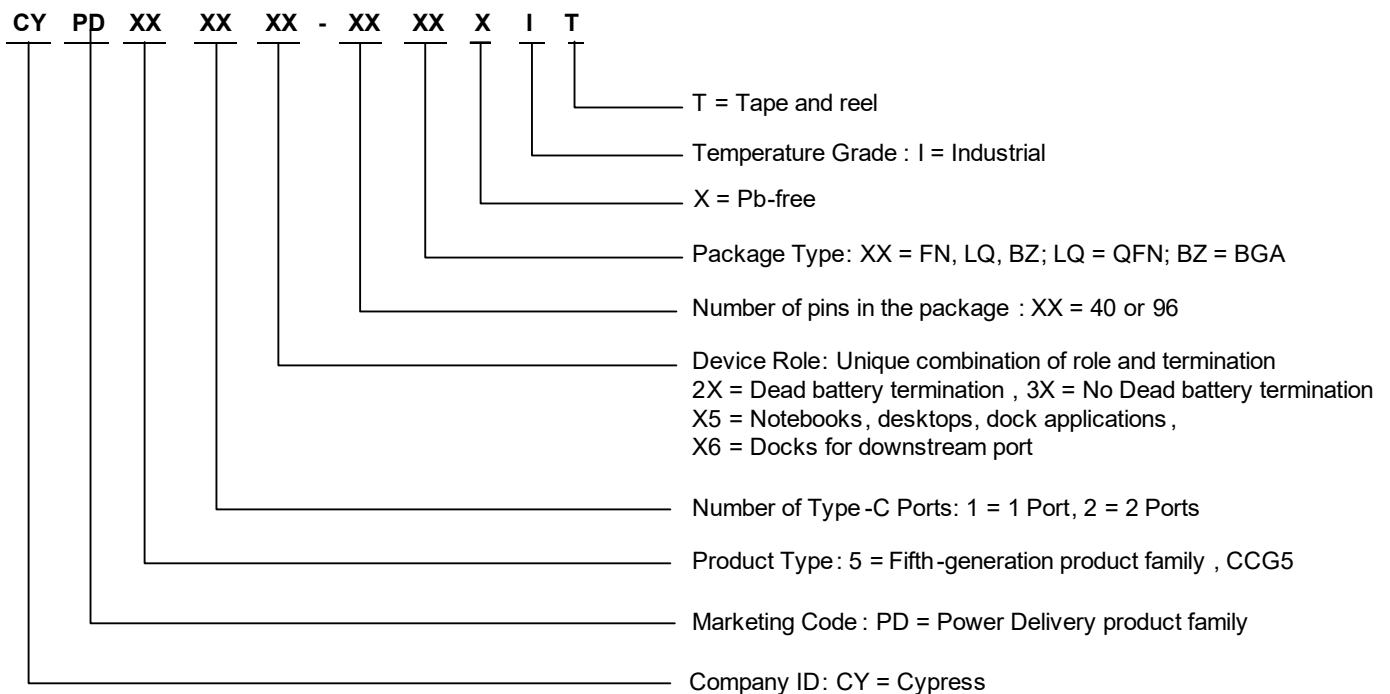 CY PD XX XX XX - XX XX X I T
T = Tape and reel
Temperature Grade : I = Industrial
X = Pb-free
Package Type: XX = FN, LQ, BZ; LQ = QFN; BZ = BGA
Number of pins in the package : XX = 40 or 96
Device Role: Unique combination of role and termination
2X = Dead battery termination , 3X = No Dead battery termination
X5 = Notebooks, desktops, dock applications ,
X6 = Docks for downstream port
Number of Type -C Ports: 1 = 1 Port, 2 = 2 Ports
Product Type : 5 = Fifth-generation product family , CCG5
Marketing Code : PD = Power Delivery product family
Company ID: CY = Cypress